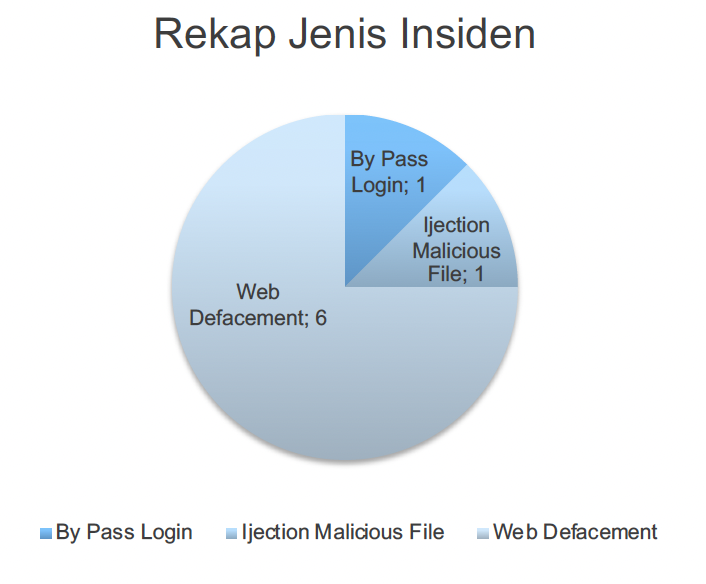 Rekap Jenis Insiden
By Pass
Login; 1
Ijection
Malicious
File; 1
Web
Defacement; 6
By Pass Login
Ijection Malicious File
Web Defacement